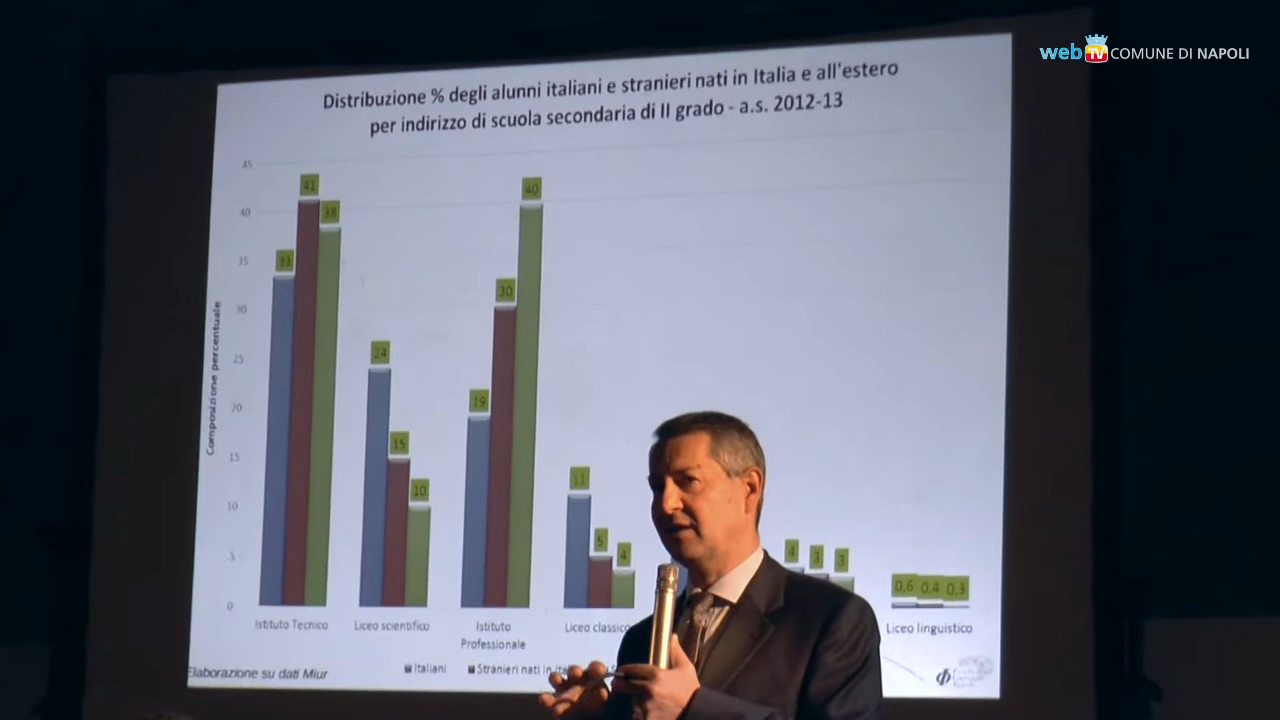 web TV COMUNE DI NAPOLI
Distribuzione % degli alunni italiani e stranieri nati in Italia e all'estero
per indirizzo di scuola secondaria di II grado - a.s. 2012-13
Composizione percentuale
45
40
35
30
25
20
15
10
5
0
33 41 38
24 15 10
19 30 40
11 5 4
4 3 3
0,6 0,4 0,3
Istituto Tecnico
Liceo scientifico
Istituto
Professionale
Liceo classico
Liceo linguistico
Italiani
Stranieri nati in
Elaborazione su dati Miur